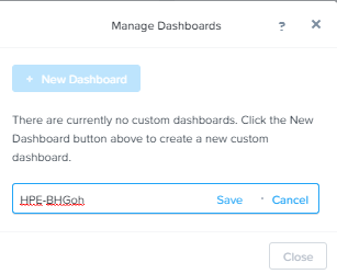 Manage Dashboards ? ×
+ New Dashboard
There are currently no custom dashboards. Click the New
Dashboard button above to create a new custom
dashboard.
HPE-BHGoh Save · Cancel
Close